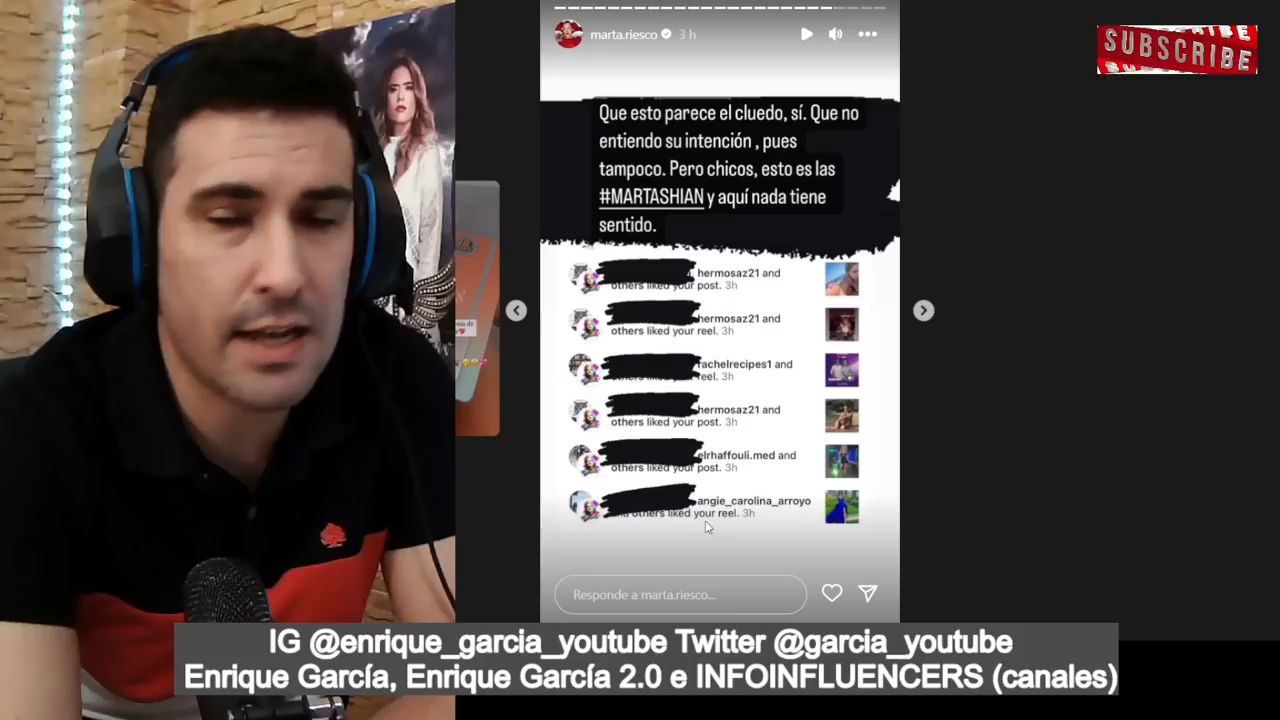 SUBSCRIBE
marta.riesco 3 h
Que esto parece el cluedo, sí. Que no
entiendo su intención , pues
tampoco. Pero chicos, esto es las
#MARTASHIAN y aquí nada tiene
sentido.
hermosaz21 and
others liked your post. 3h
hermosaz21 and
others liked your reel. 3h
rachelrecipes1 and
others liked your reel. 3h
hermosaz21 and
others liked your post. 3h
elrhaffouli.med and
others liked your post. 3h
angie_carolina_arroyo
and others liked your reel. 3h
Responde a marta.riesco...
IG @enrique_garcia_youtube Twitter @garcia_youtube
Enrique García, Enrique García 2.0 e INFOINFLUENCERS (canales)